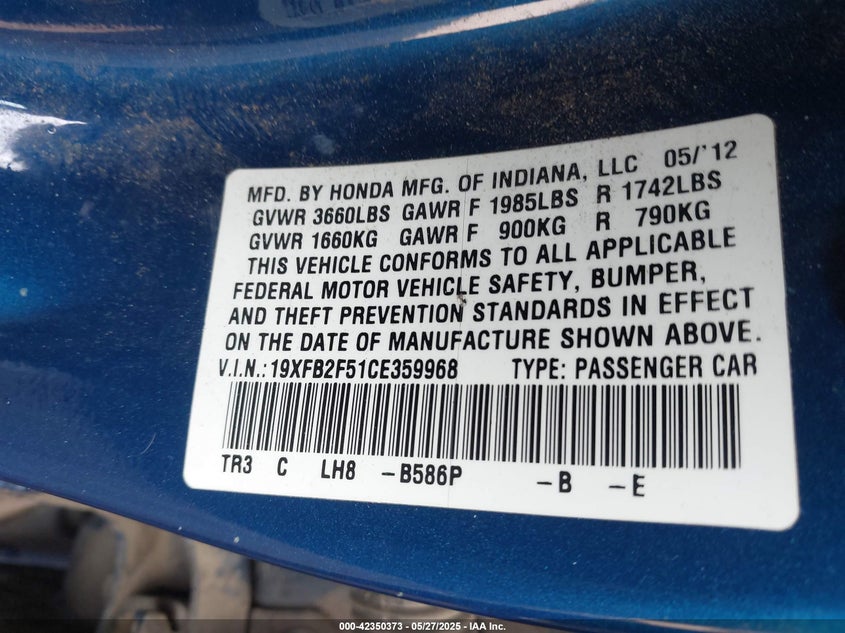 MFD. BY HONDA MFG. OF INDIANA, LLC 05/'12
GVWR 3660LBS GAWR F 1985LBS R 1742LBS
GVWR 1660KG GAWR F 900KG R 790KG
THIS VEHICLE CONFORMS TO ALL APPLICABLE
FEDERAL MOTOR VEHICLE SAFETY, BUMPER,
AND THEFT PREVENTION STANDARDS IN EFFECT
ON THE DATE OF MANUFACTURE SHOWN ABOVE.
V.I.N.:19XFB2F51CE359968 TYPE: PASSENGER CAR
TR3 C LH8 -B586P -B -E
000-42350373 - 05/27/2025 - IAA Inc.